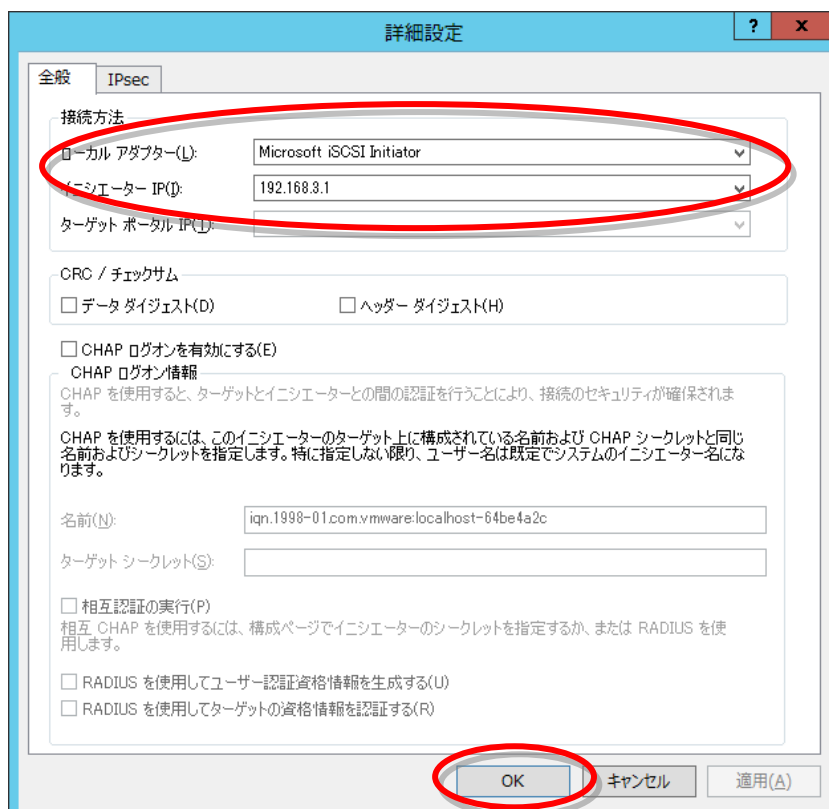 詳細設定
?
x
全般
IPsec
接続方法
ローカル アダプター(L):
Microsoft iSCSI Initiator
イニシエーター IP(I):
192.168.3.1
ターゲット ポータル IP(T):
CRC / チェックサム
データ ダイジェスト(D)
ヘッダー ダイジェスト(H)
CHAP ログオンを有効にする(E)
CHAP ログオン情報
CHAP を使用すると、ターゲットとイニシエーターとの間の認証を行うことにより、接続のセキュリティが確保されま
す。
CHAP を使用するには、このイニシエーターのターゲット上に構成されている名前および CHAP シークレットと同じ
名前およびシークレットを指定します。特に指定しない限り、ユーザー名は既定でシステムのイニシエーター名にな
ります。
名前(N):
iqn.1998-01.com.vmware:localhost-64be4a2c
ターゲット シークレット(S):
相互認証の実行(P)
相互 CHAP を使用するには、構成ページでイニシエーターのシークレットを指定するか、または RADIUS を使
用します。
RADIUS を使用してユーザー認証資格情報を生成する(U)
RADIUS を使用してターゲットの資格情報を認証する(R)
OK
キャンセル
適用(A)